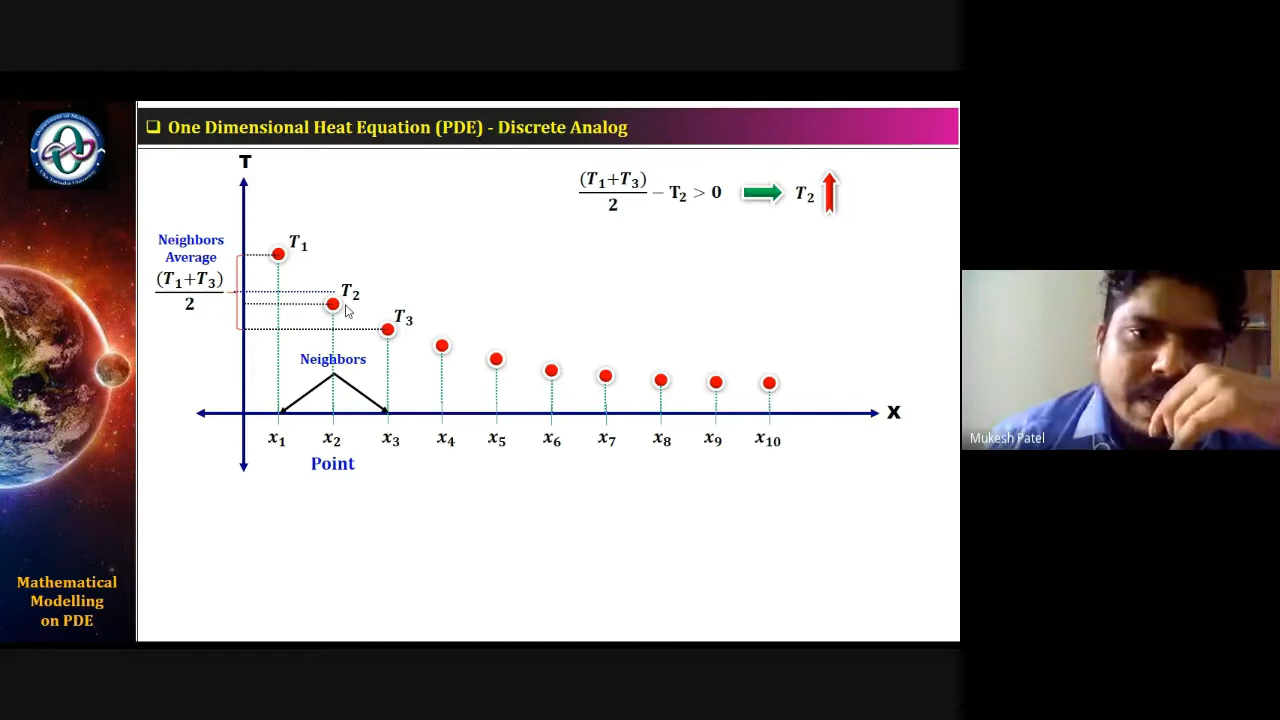 ❑ One Dimensional Heat Equation (PDE) - Discrete Analog
T
(T₁+T₃)/2 − T₂ > 0 T₂
Neighbors
Average
(T₁+T₃)/2
T₁
T₂
T₃
Neighbors
X
x₁ x₂ x₃ x₄ x₅ x₆ x₇ x₈ x₉ x₁₀
Point
Mathematical
Modelling
on PDE
Mukesh Patel